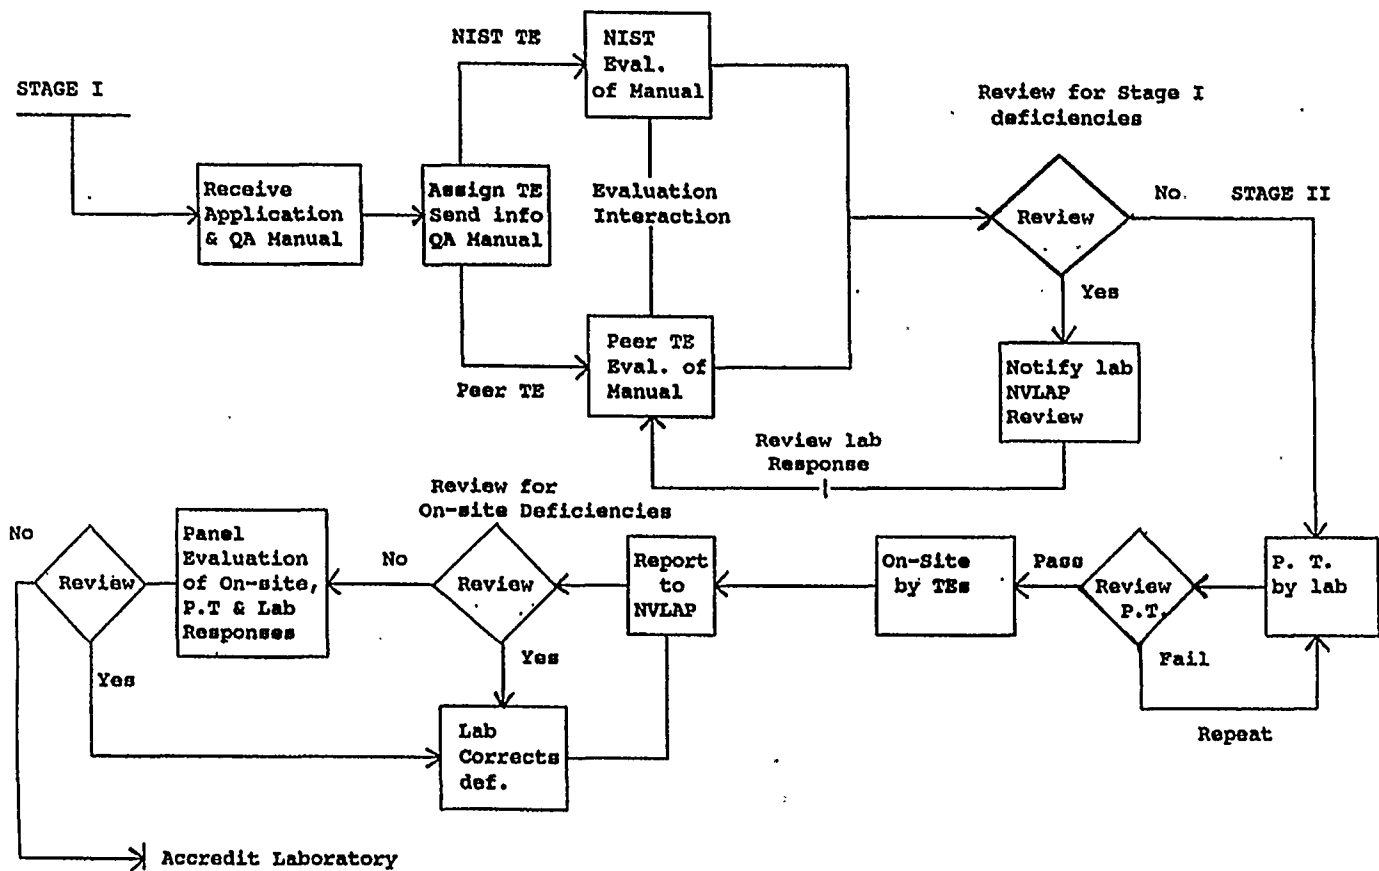 STAGE I
Receive
Application
& QA Manual
Assign TE
Send info
QA Manual
NIST TE
Peer TE
NIST
Eval.
of Manual
Evaluation
Interaction
Peer TE
Eval. of
Manual
Review for Stage I
deficiencies
Review
No.
STAGE II
Yes
Notify lab
NVLAP
Review
Review lab
Response
P. T.
by lab
Review
P.T.
Fail
Repeat
Pass
On-Site
by TEs
Report
to
NVLAP
Review for
On-site Deficiencies
Review
Yes
Lab
Corrects
def.
No
Panel
Evaluation
of On-site,
P.T & Lab
Responses
Review
Yes
No
Accredit Laboratory